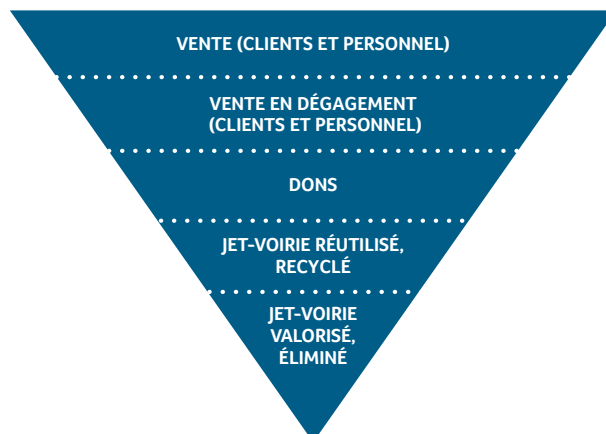 VENTE (CLIENTS ET PERSONNEL)
VENTE EN DÉGAGEMENT
(CLIENTS ET PERSONNEL)
DONS
JET-VOIRIE RÉUTILISÉ,
RECYCLÉ
JET-VOIRIE
VALORISÉ,
ÉLIMINÉ